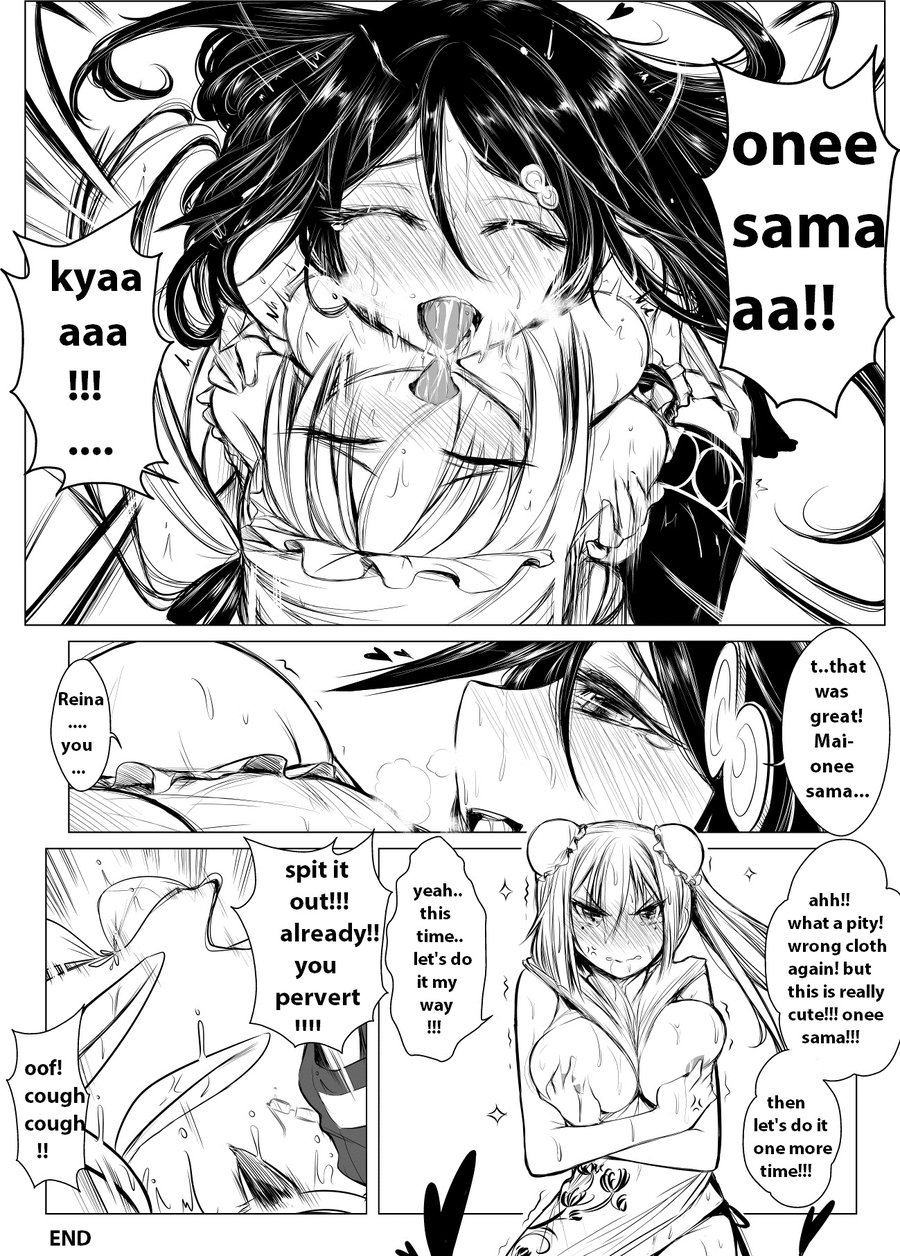 onee
sama
aa!!
kyaa
aaa
!!!
....
t..that
was
great!
Mai-
onee
sama...
Reina
....
you
...
spit it
out!!!
already!!
you
pervert
!!!!
oof!
cough
cough
!!
ahh!!
what a pity!
wrong cloth
again! but
this is really
cute!!! onee
sama!!!
then
let's do it
one more
time!!!
yeah..
this
time..
let's do
it my
way
!!!
END